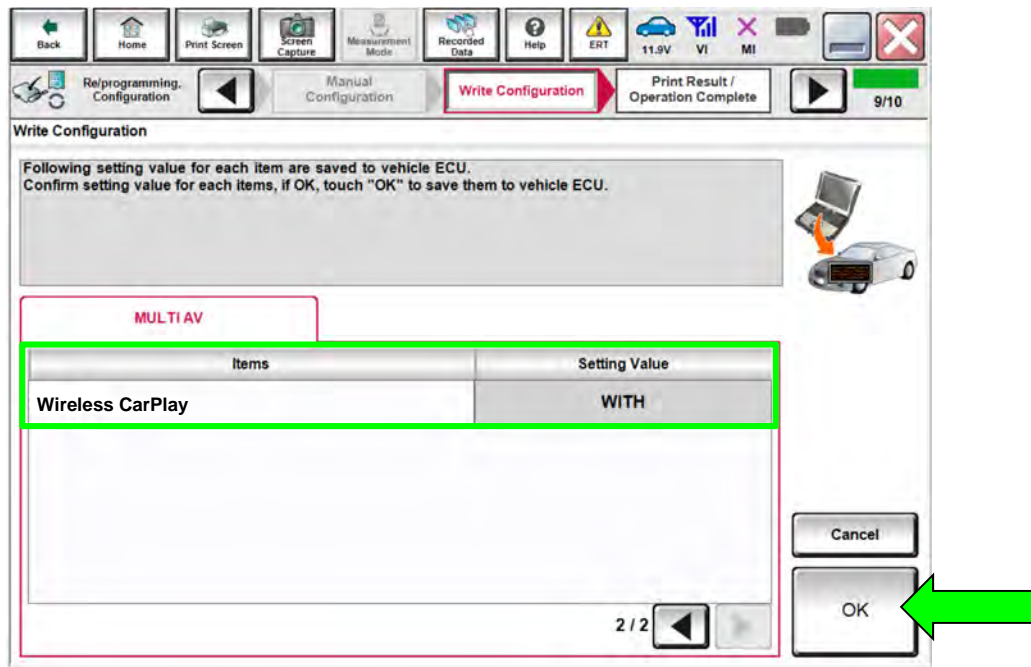 Back
Home
Print Screen
Screen Capture
Measurement Mode
Recorded Data
Help
ERT
11.9V
VI
MI
Re/programming, Configuration
Manual Configuration
Write Configuration
Print Result / Operation Complete
9/10
Write Configuration
Following setting value for each item are saved to vehicle ECU.
Confirm setting value for each items, if OK, touch "OK" to save them to vehicle ECU.
MULTI AV
Items
Setting Value
Wireless CarPlay
WITH
Cancel
OK
2 / 2